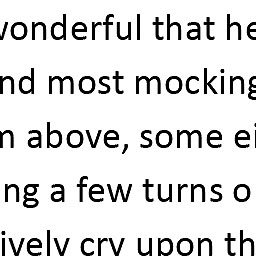 wonderful that he
nd most mocking
m above, some ei
ng a few turns o
ively cry upon th